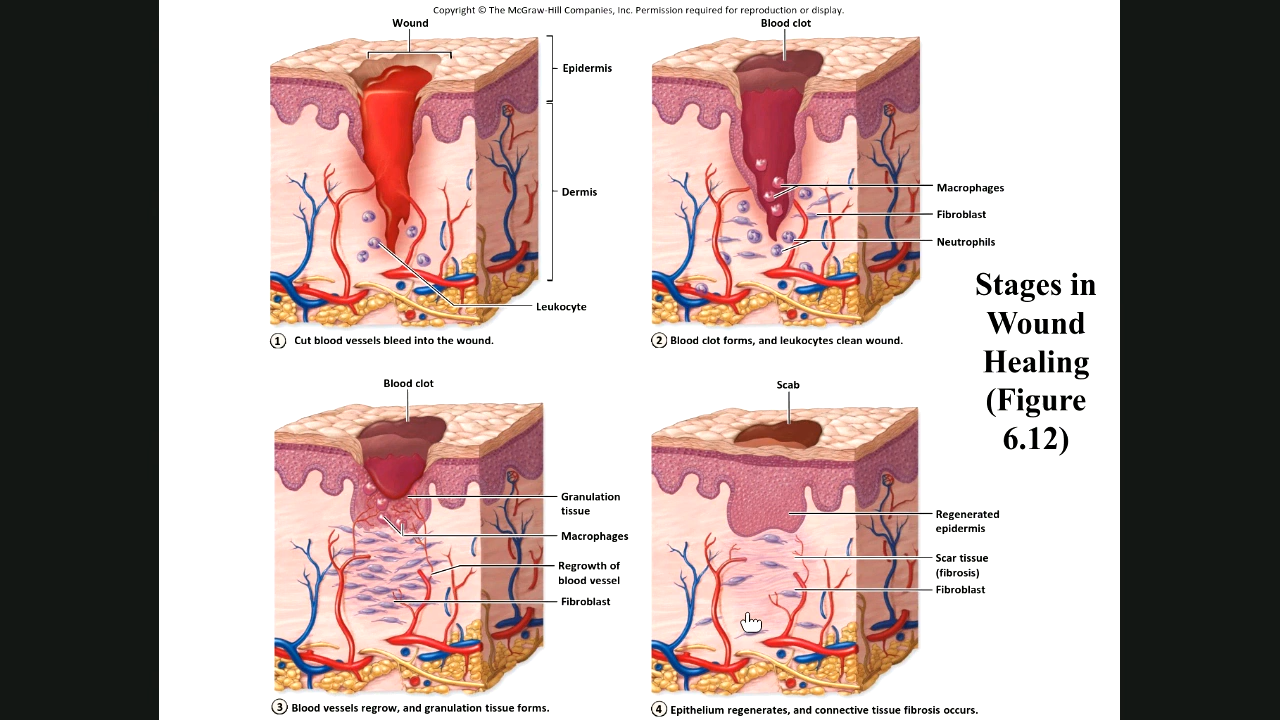 Copyright © The McGraw-Hill Companies, Inc. Permission required for reproduction or display.
Wound
Epidermis
Dermis
Leukocyte
1 Cut blood vessels bleed into the wound.
Blood clot
Macrophages
Fibroblast
Neutrophils
2 Blood clot forms, and leukocytes clean wound.
Stages in
Wound
Healing
(Figure
6.12)
Blood clot
Granulation
tissue
Macrophages
Regrowth of
blood vessel
Fibroblast
3 Blood vessels regrow, and granulation tissue forms.
Scab
Regenerated
epidermis
Scar tissue
(fibrosis)
Fibroblast
4 Epithelium regenerates, and connective tissue fibrosis occurs.